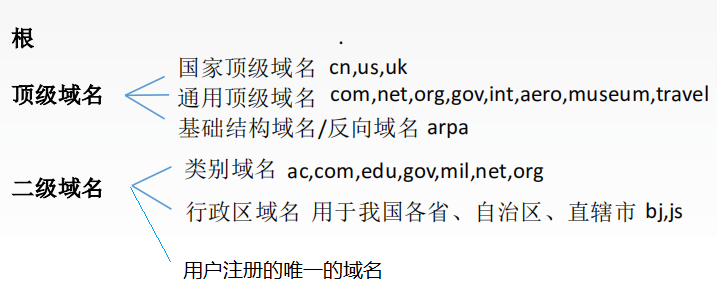 根 .
国家顶级域名 cn,us,uk
顶级域名 通用顶级域名 com,net,org,gov,int,aero,museum,travel
基础结构域名/反向域名 arpa
类别域名 ac,com,edu,gov,mil,net,org
二级域名
行政区域名 用于我国各省、自治区、直辖市 bj,js
用户注册的唯一的域名